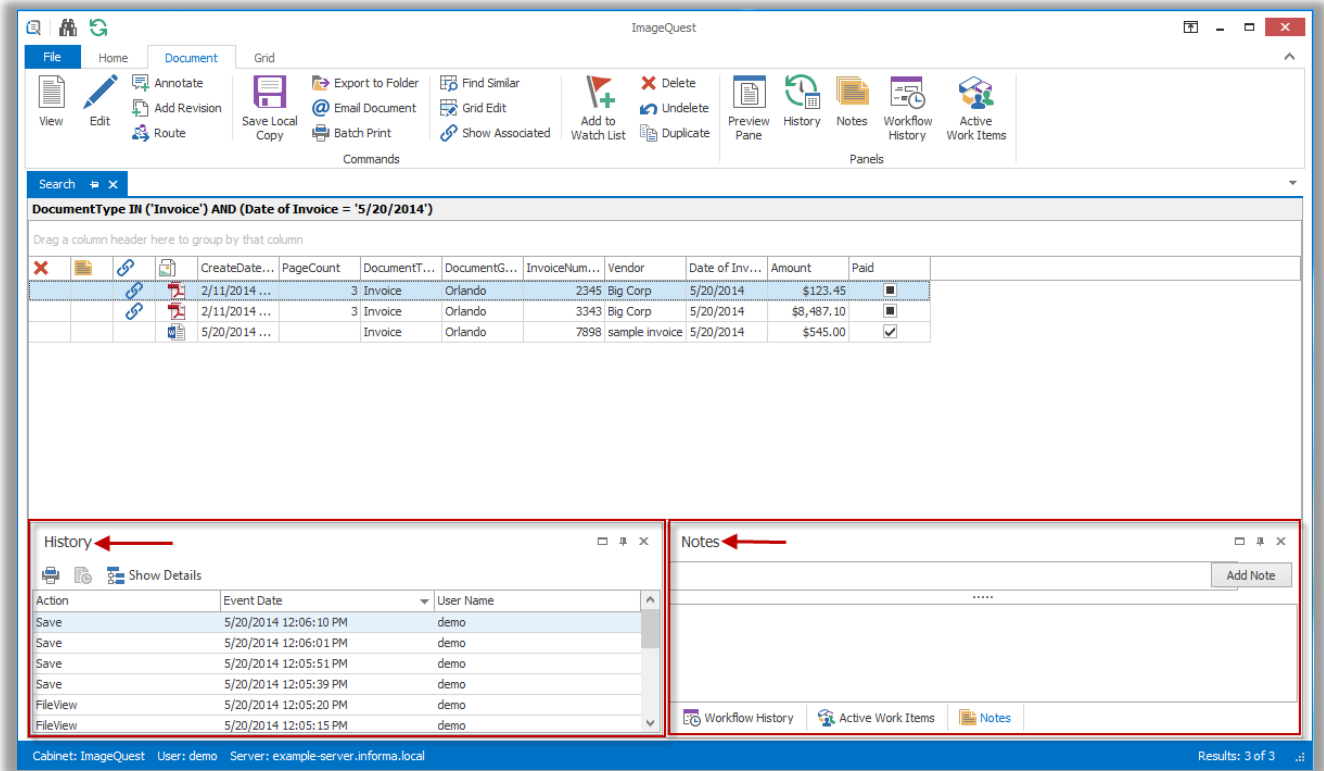 ImageQuest
File Home Document Grid
View
Edit
Annotate
Add Revision
Route
Save Local
Copy
Export to Folder
@ Email Document
Batch Print
Find Similar
Grid Edit
Show Associated
Add to
Watch List
Delete
Undelete
Duplicate
Commands
Preview
Pane
History
Notes
Workflow
History
Active
Work Items
Panels
Search
DocumentType IN ('Invoice') AND (Date of Invoice = '5/20/2014')
Drag a column header here to group by that column
CreateDate... PageCount DocumentT... DocumentG... InvoiceNum... Vendor Date of Inv... Amount Paid
2/11/2014 ... 3 Invoice Orlando 2345 Big Corp 5/20/2014 $123.45
2/11/2014 ... 3 Invoice Orlando 3343 Big Corp 5/20/2014 $8,487.10
5/20/2014 ... Invoice Orlando 7898 sample invoice 5/20/2014 $545.00
History
Show Details
Action Event Date User Name
Save 5/20/2014 12:06:10 PM demo
Save 5/20/2014 12:06:01 PM demo
Save 5/20/2014 12:05:51 PM demo
Save 5/20/2014 12:05:39 PM demo
FileView 5/20/2014 12:05:20 PM demo
FileView 5/20/2014 12:05:15 PM demo
Notes
Add Note
Workflow History Active Work Items Notes
Cabinet: ImageQuest User: demo Server: example-server.informa.local Results: 3 of 3